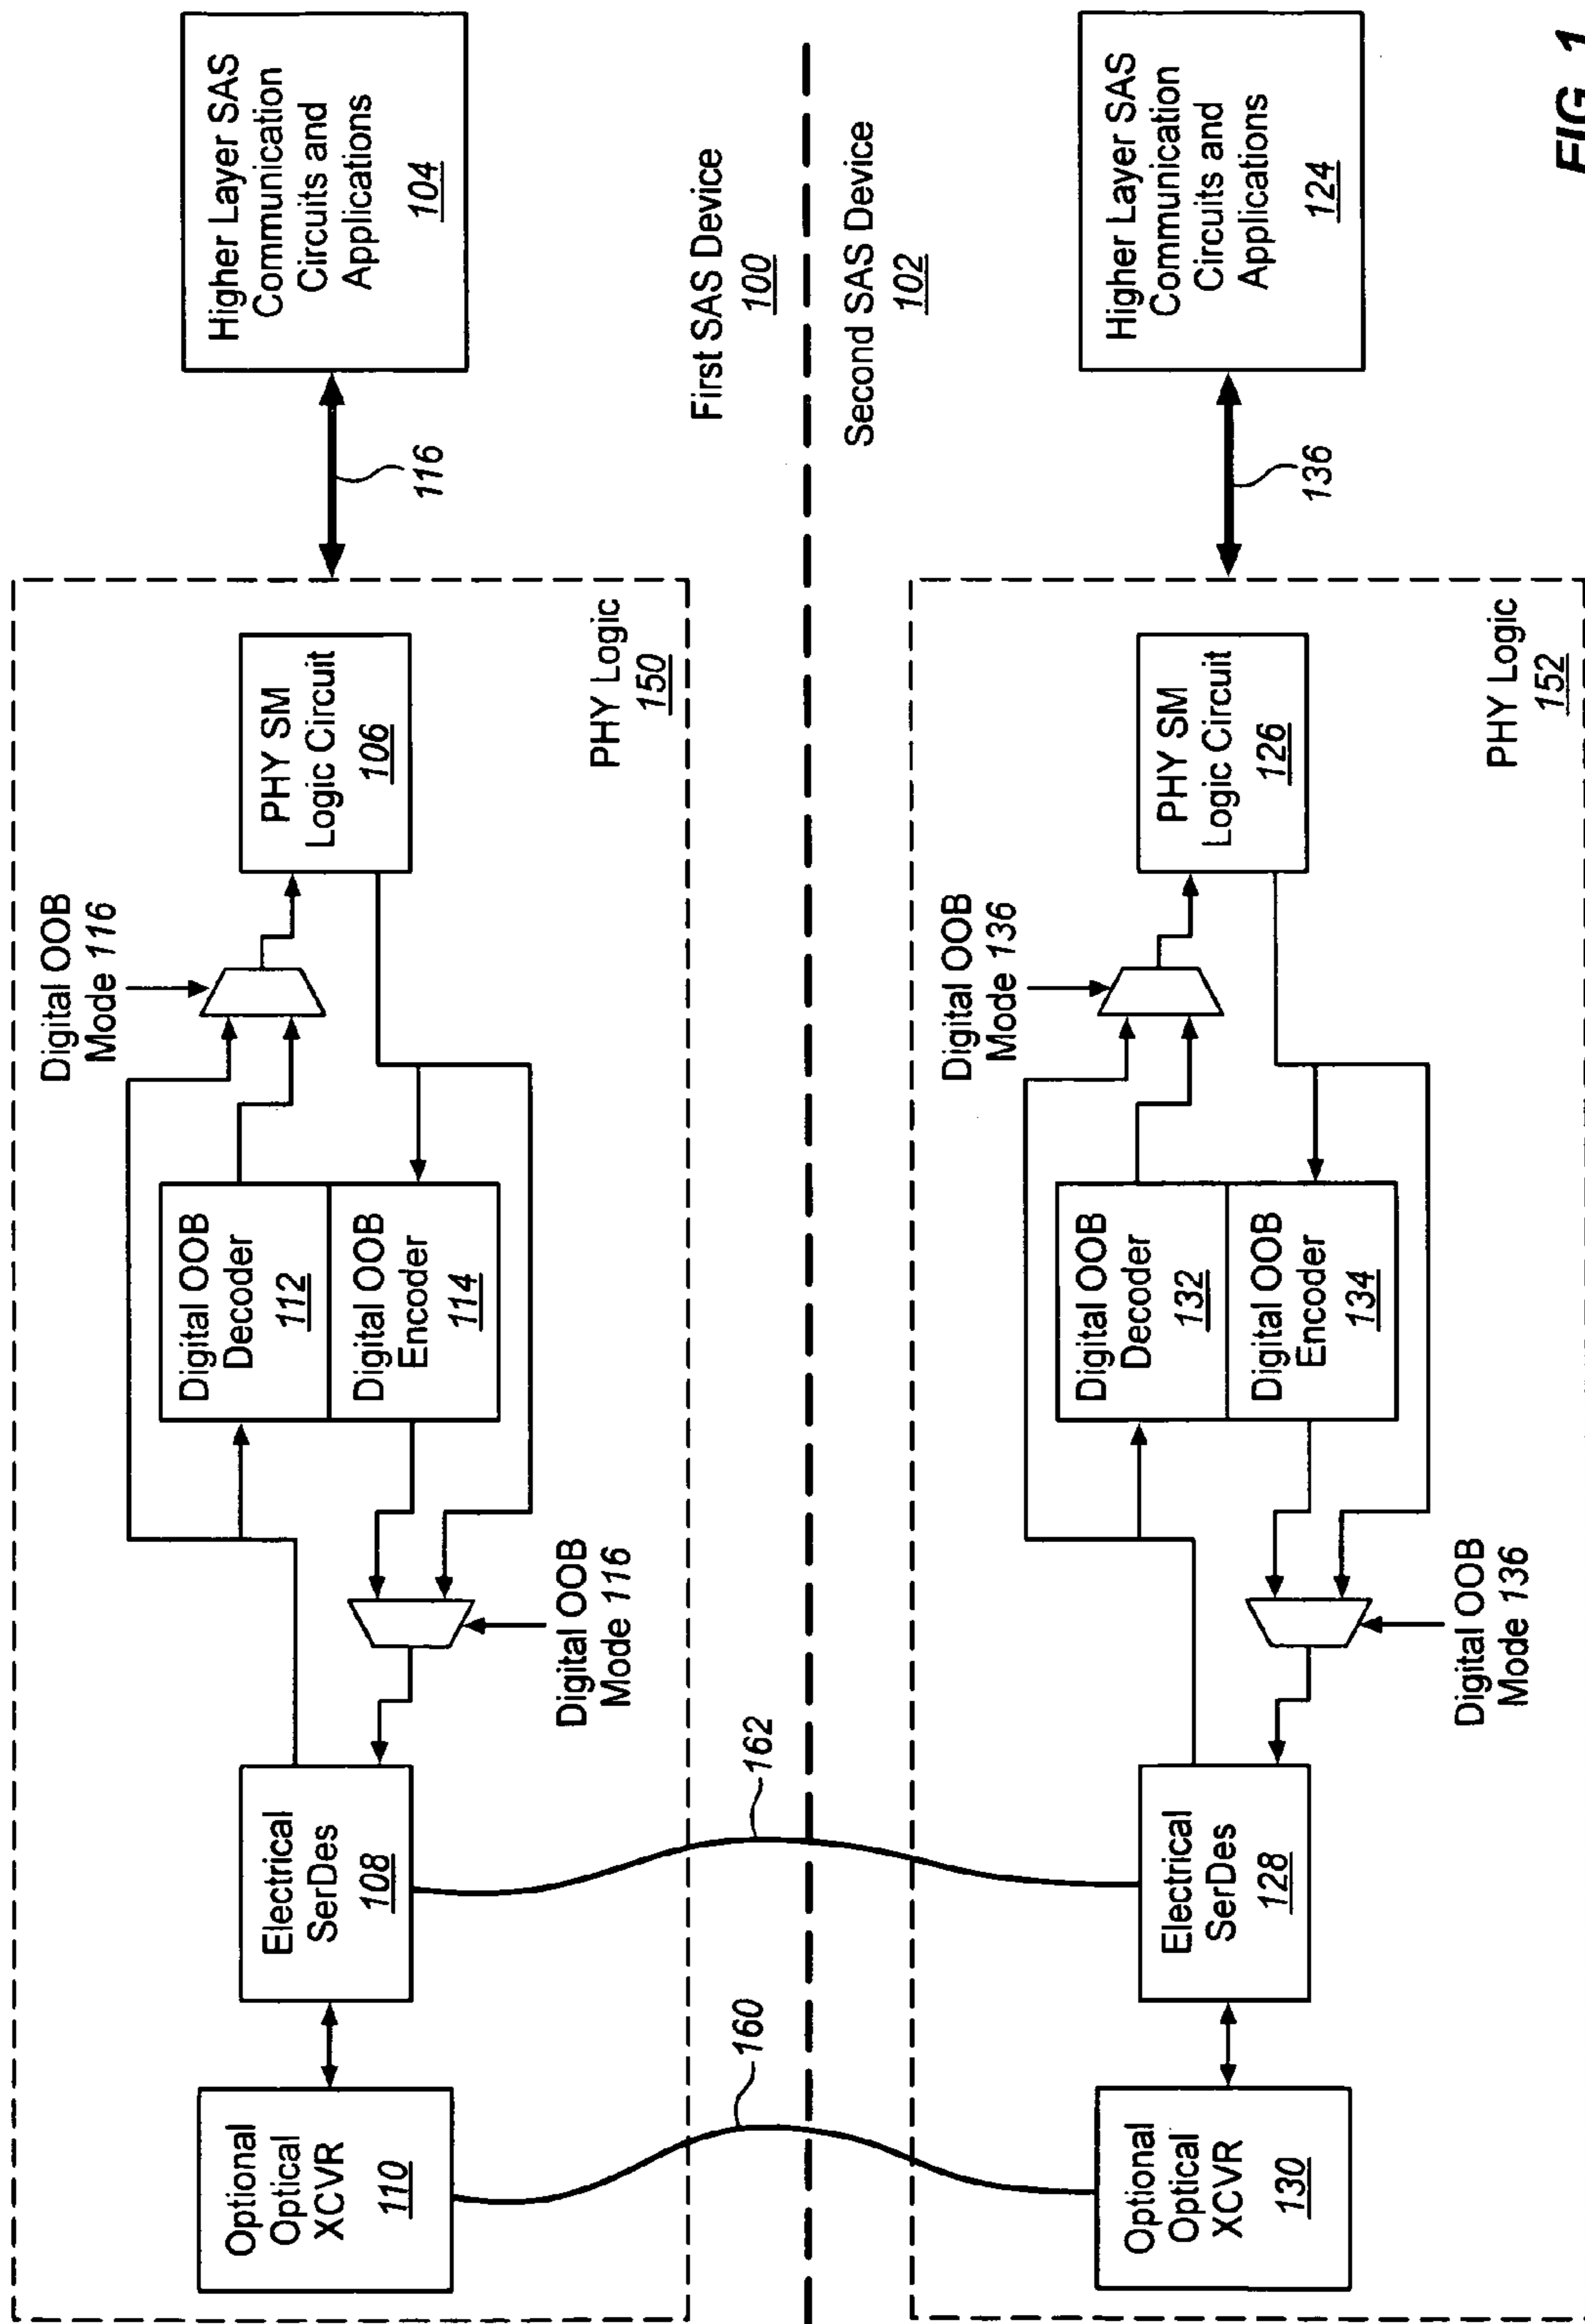 Higher Layer SAS
Communication
Circuits and
Applications
104
116
First SAS Device
100
PHY Logic
150
PHY SM
Logic Circuit
106
Digital OOB
Mode 116
Digital OOB
Decoder
112
Digital OOB
Encoder
114
Digital OOB
Mode 116
Electrical
SerDes
108
Optional
Optical
XCVR
110
162
160
Second SAS Device
102
Higher Layer SAS
Communication
Circuits and
Applications
124
136
PHY Logic
152
PHY SM
Logic Circuit
126
Digital OOB
Mode 136
Digital OOB
Decoder
132
Digital OOB
Encoder
134
Digital OOB
Mode 136
Electrical
SerDes
128
Optional
Optical
XCVR
130
FIG. 1